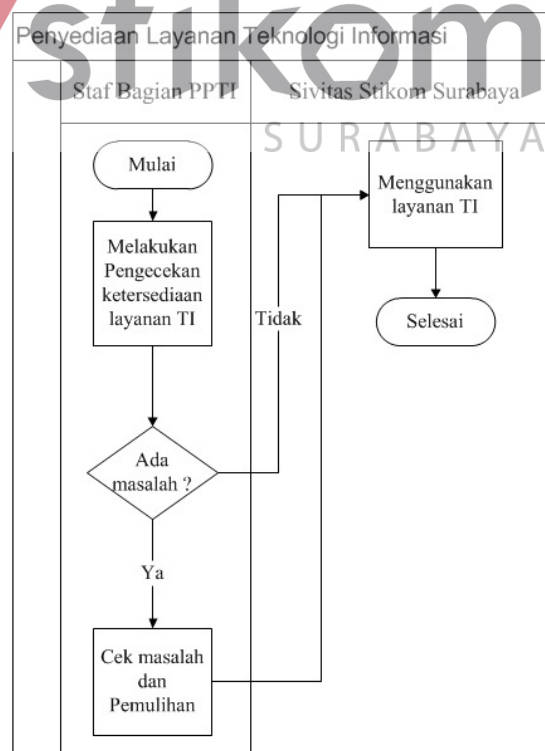 stikom
SURABAYA
Penyediaan Layanan Teknologi Informasi
Staf Bagian PPTI
Sivitas Stikom Surabaya
Mulai
Melakukan
Pengecekan
ketersediaan
layanan TI
Ada
masalah ?
Tidak
Ya
Cek masalah
dan
Pemulihan
Menggunakan
layanan TI
Selesai